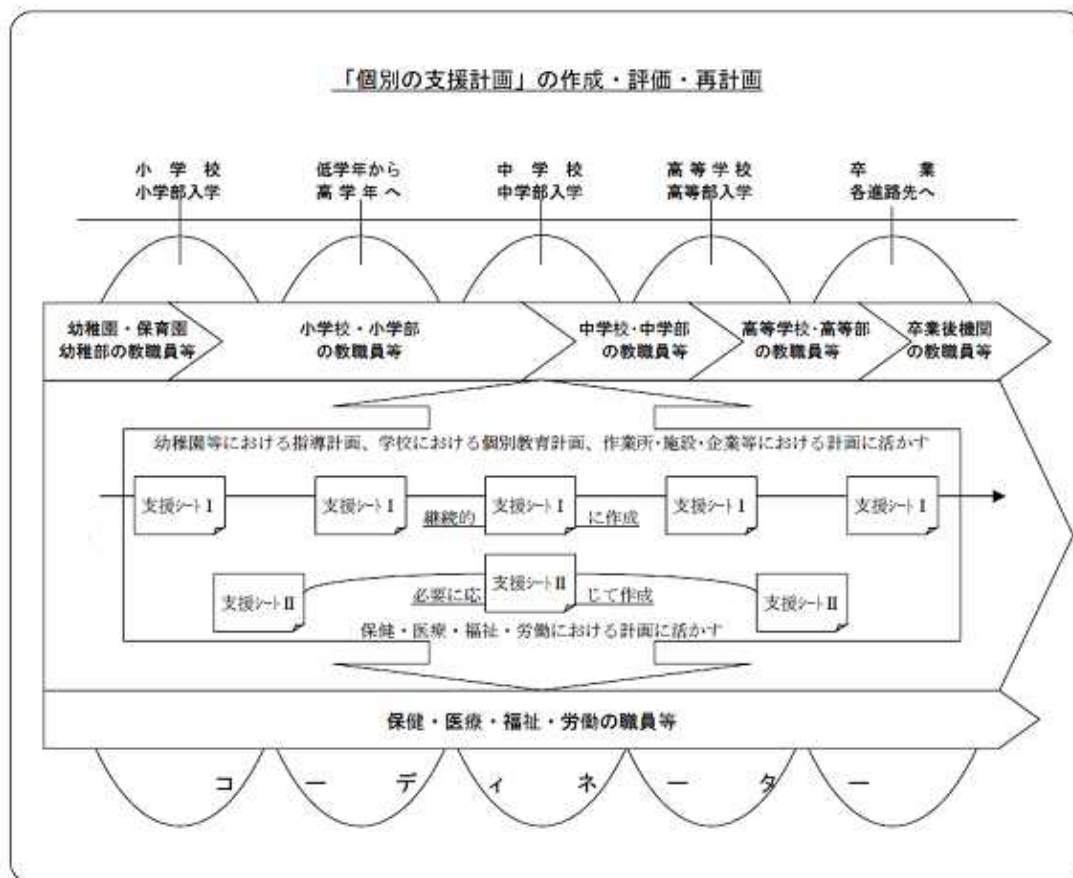 「個別の支援計画」の作成・評価・再計画
小学校
小学部入学
低学年から
高学年へ
中学校
中学部入学
高等学校
高等部入学
卒業
各進路先へ
幼稚園・保育園
幼稚部の教職員等
小学校・小学部
の教職員等
中学校・中学部
の教職員等
高等学校・高等部
の教職員等
卒業後機関
の教職員等
幼稚園等における指導計画、学校における個別教育計画、作業所・施設・企業等における計画に活かす
支援シートⅠ
支援シートⅠ
継続的
支援シートⅠ
に作成
支援シートⅠ
支援シートⅠ
支援シートⅡ
必要に応
支援シートⅡ
じて作成
支援シートⅡ
保健・医療・福祉・労働における計画に活かす
保健・医療・福祉・労働の職員等
コーディネーター